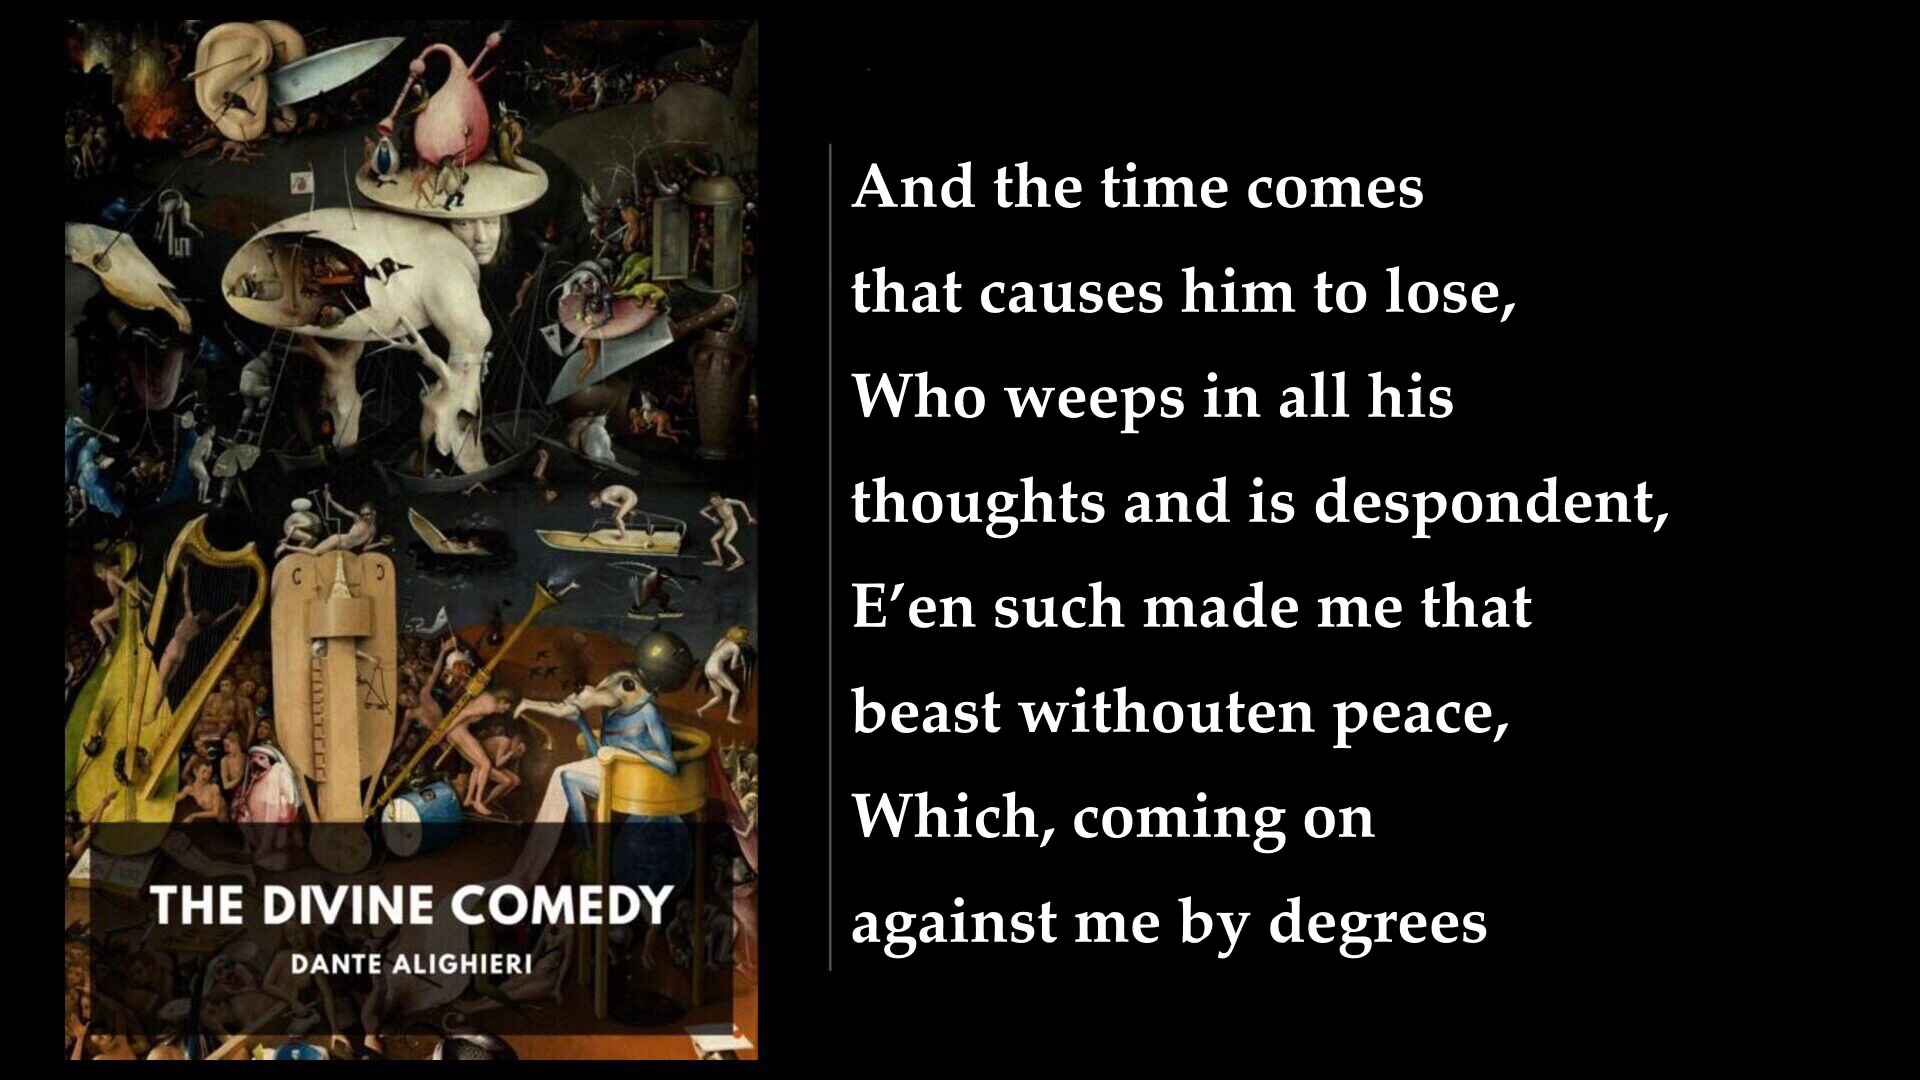 THE DIVINE COMEDY
DANTE ALIGHIERI
And the time comes
that causes him to lose,
Who weeps in all his
thoughts and is despondent,
E’en such made me that
beast withouten peace,
Which, coming on
against me by degrees